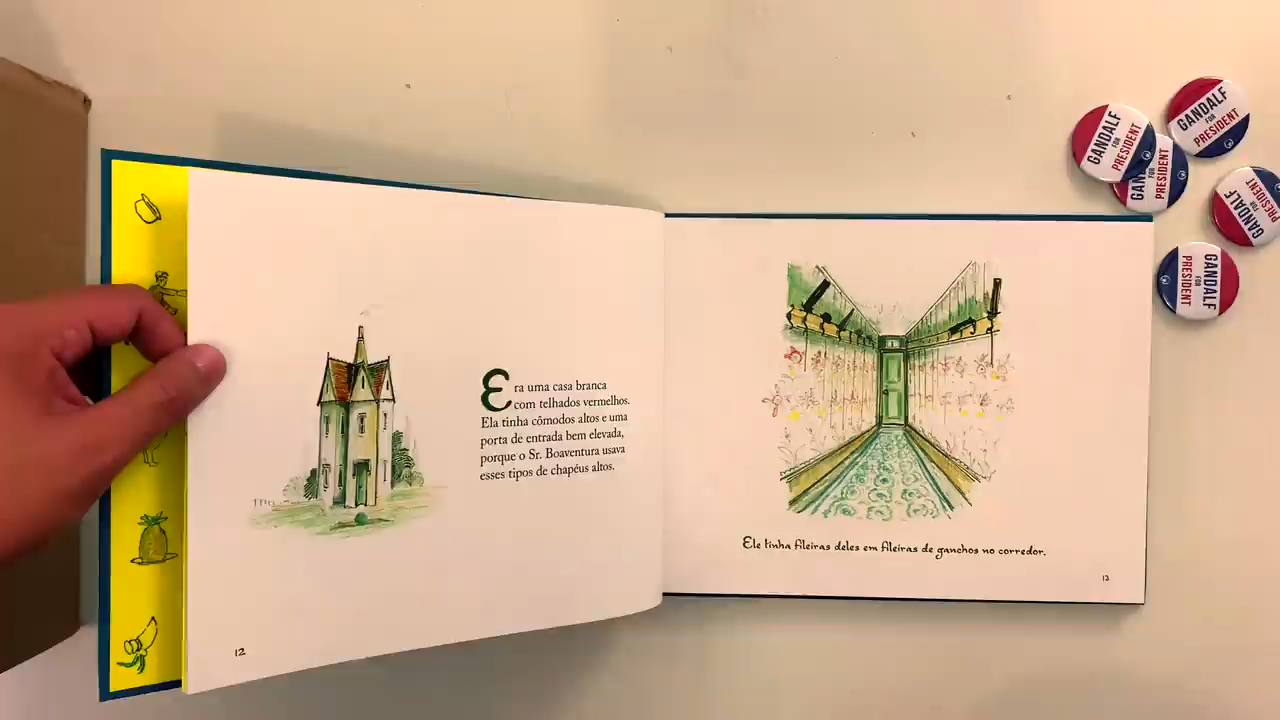 Era uma casa branca
com telhados vermelhos.
Ela tinha cômodos altos e uma
porta de entrada bem elevada,
porque o Sr. Boaventura usava
esses tipos de chapéus altos.
12
Ele tinha fileiras deles em fileiras de ganchos no corredor.
13
GANDALF
FOR
PRESIDENT
GANDALF
FOR
PRESIDENT
FOR
PRESIDENT
GANDALF
FOR
PRESIDENT
GANDALF
FOR
PRESIDENT